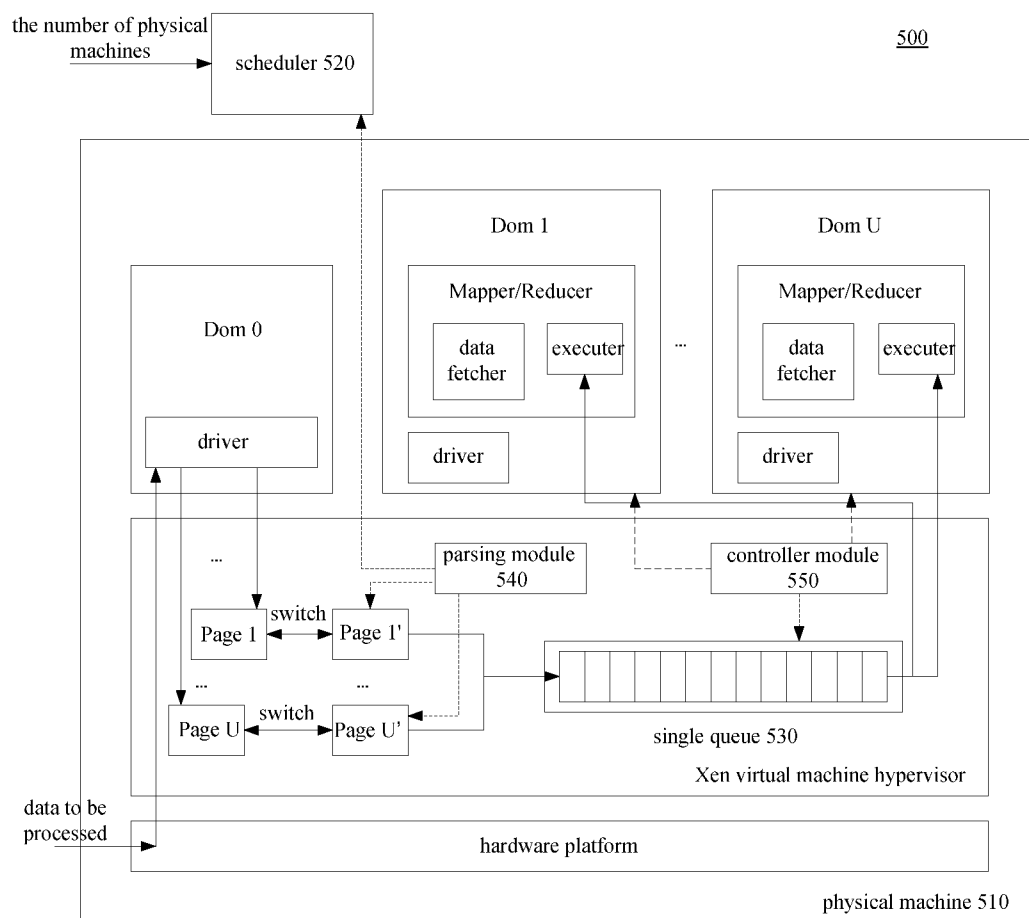 the number of physical
machines
scheduler 520
500
Dom 0
driver
Dom 1
Mapper/Reducer
data
fetcher
executer
driver
...
Dom U
Mapper/Reducer
data
fetcher
executer
driver
...
parsing module
540
controller module
550
Page 1
switch
Page 1'
...
...
Page U
switch
Page U'
single queue 530
Xen virtual machine hypervisor
data to be
processed
hardware platform
physical machine 510